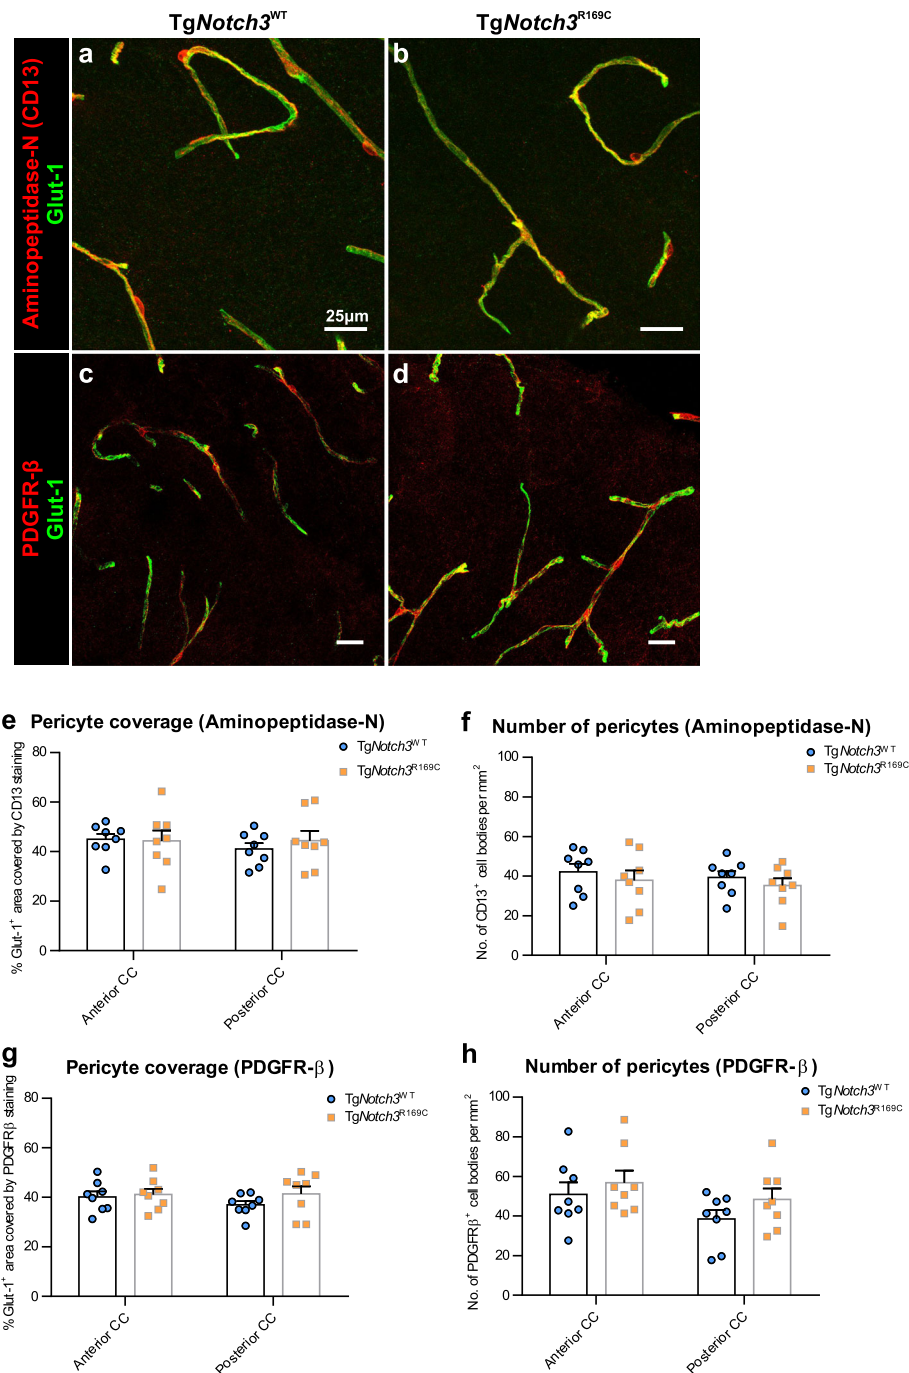 TgNotch3WT
TgNotch3R169C
Aminopeptidase-N (CD13)
Glut-1
a
b
25µm
PDGFR-β
Glut-1
c
d
e Pericyte coverage (Aminopeptidase-N)
TgNotch3WT
TgNotch3R169C
% Glut-1+ area covered by CD13 staining
80
60
40
20
0
Anterior CC
Posterior CC
f Number of pericytes (Aminopeptidase-N)
TgNotch3WT
TgNotch3R169C
No. of CD13+ cell bodies per mm2
100
80
60
40
20
0
Anterior CC
Posterior CC
g Pericyte coverage (PDGFR-β)
TgNotch3WT
TgNotch3R169C
% Glut-1+ area covered by PDGFRβ staining
80
60
40
20
0
Anterior CC
Posterior CC
h Number of pericytes (PDGFR-β)
TgNotch3WT
TgNotch3R169C
No. of PDGFRβ+ cell bodies per mm2
100
80
60
40
20
0
Anterior CC
Posterior CC